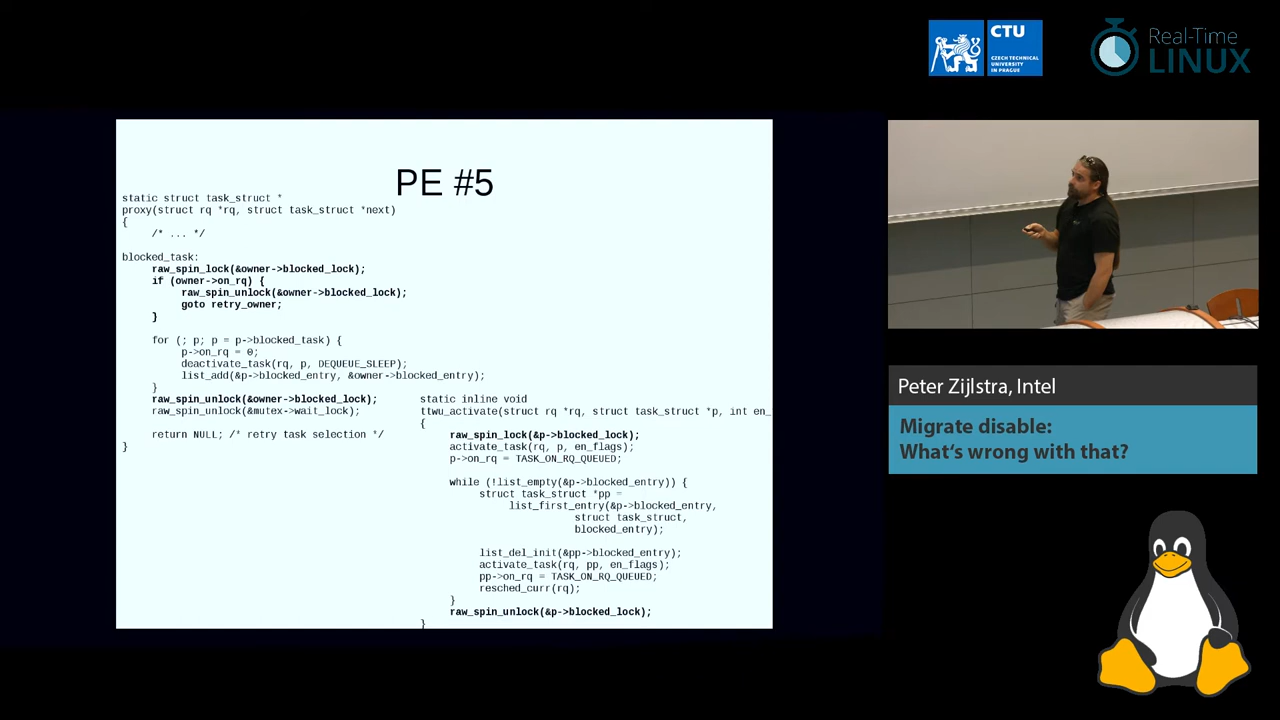 CTU
CZECH TECHNICAL
UNIVERSITY
IN PRAGUE
Real-Time
LINUX
PE #5
static struct task_struct *
proxy(struct rq *rq, struct task_struct *next)
{
/* ... */
blocked_task:
raw_spin_lock(&owner->blocked_lock);
if (owner->on_rq) {
raw_spin_unlock(&owner->blocked_lock);
goto retry_owner;
}
for (; p; p = p->blocked_task) {
p->on_rq = 0;
deactivate_task(rq, p, DEQUEUE_SLEEP);
list_add(&p->blocked_entry, &owner->blocked_entry);
}
raw_spin_unlock(&owner->blocked_lock);
raw_spin_unlock(&mutex->wait_lock);
return NULL; /* retry task selection */
}
static inline void
ttwu_activate(struct rq *rq, struct task_struct *p, int en_
{
raw_spin_lock(&p->blocked_lock);
activate_task(rq, p, en_flags);
p->on_rq = TASK_ON_RQ_QUEUED;
while (!list_empty(&p->blocked_entry)) {
struct task_struct *pp =
list_first_entry(&p->blocked_entry,
struct task_struct,
blocked_entry);
list_del_init(&pp->blocked_entry);
activate_task(rq, pp, en_flags);
pp->on_rq = TASK_ON_RQ_QUEUED;
resched_curr(rq);
}
raw_spin_unlock(&p->blocked_lock);
}
Peter Zijlstra, Intel
Migrate disable:
What's wrong with that?